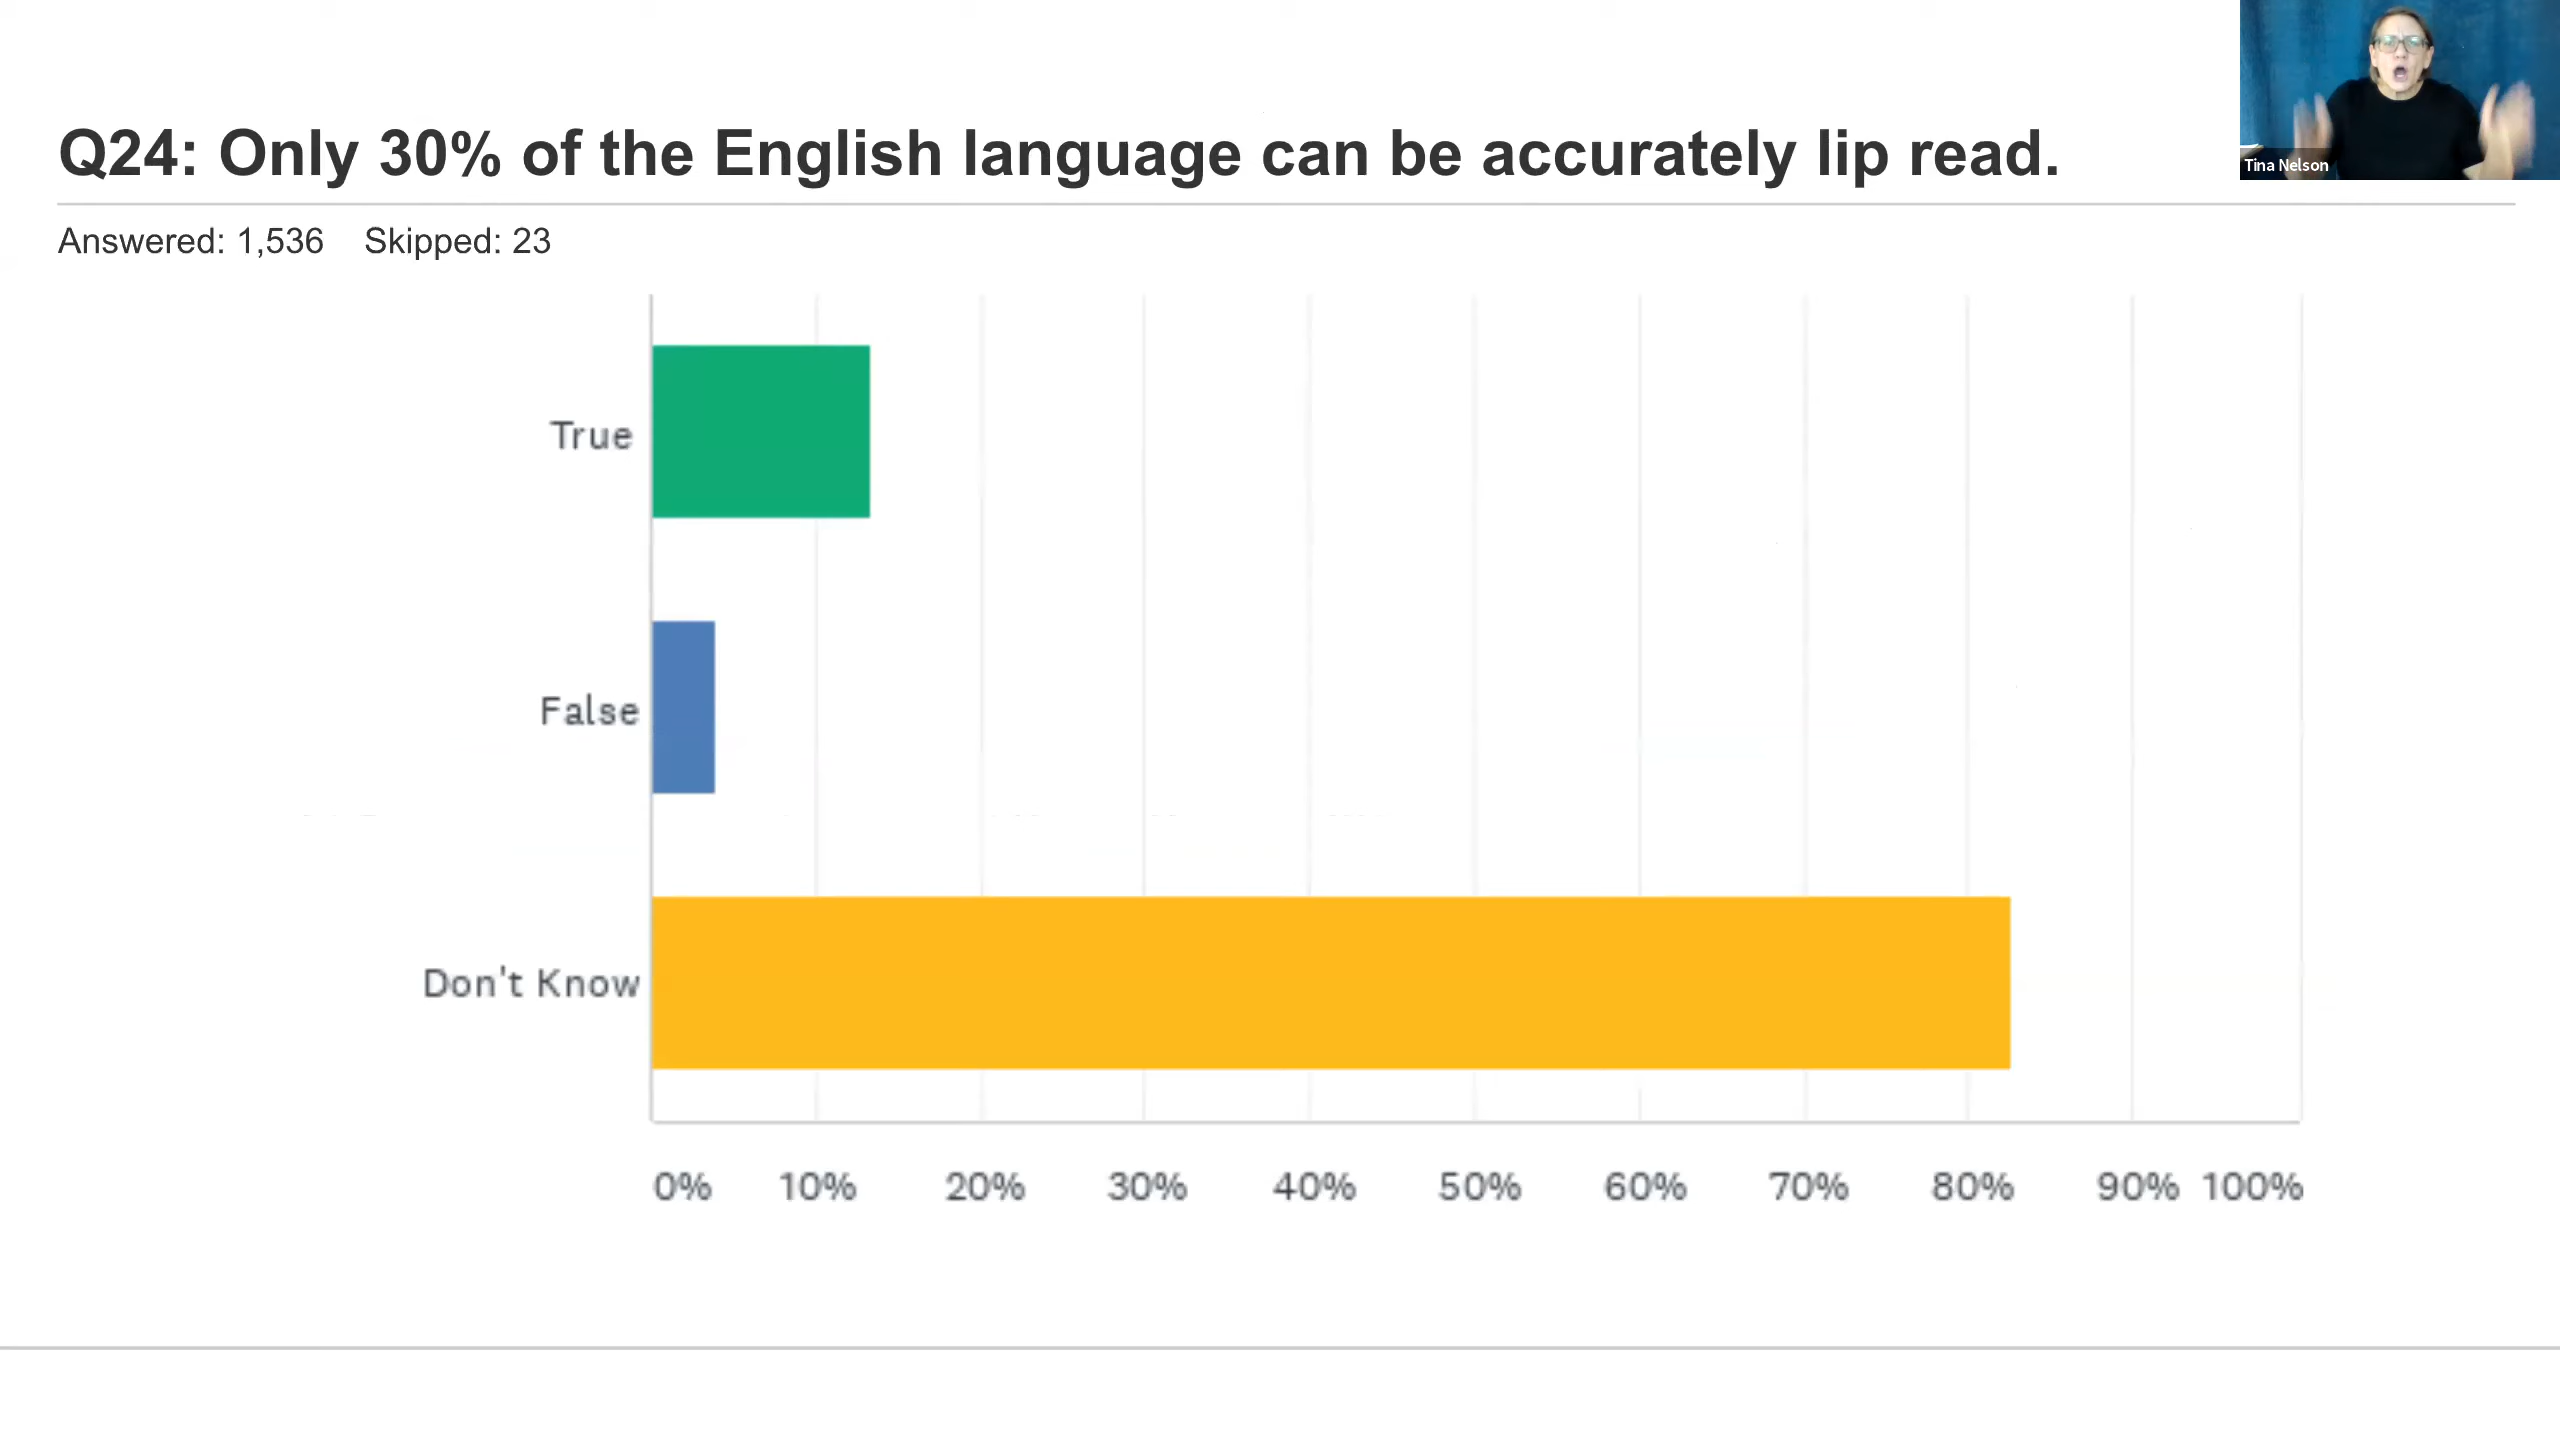 Q24: Only 30% of the English language can be accurately lip read.
Tina Nelson
Answered: 1,536 Skipped: 23
True
False
Don't Know
0% 10% 20% 30% 40% 50% 60% 70% 80% 90% 100%